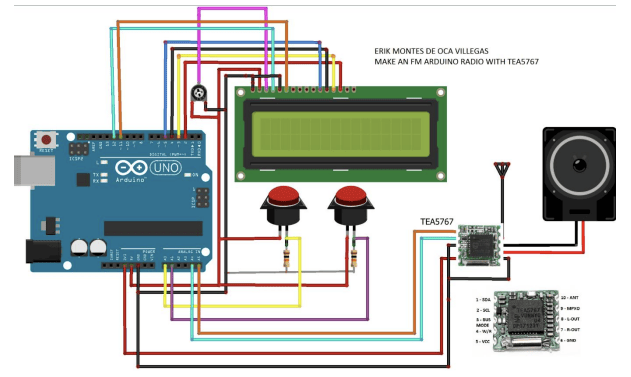 ERIK MONTES DE OCA VILLEGAS
MAKE AN FM ARDUINO RADIO WITH TEA5767
RESET
ICSP2
L
TX
RX
DIGITAL (PWM~)
UNO
ON
Arduino
ICSP
POWER
ANALOG IN
TEA5767
1 - SDA
2 - SCL
3 - BUS
MODE
4 - W/R
5 - VCC
10 - ANT
9 - MPXO
8 - L-OUT
7 - R-OUT
6 - GND